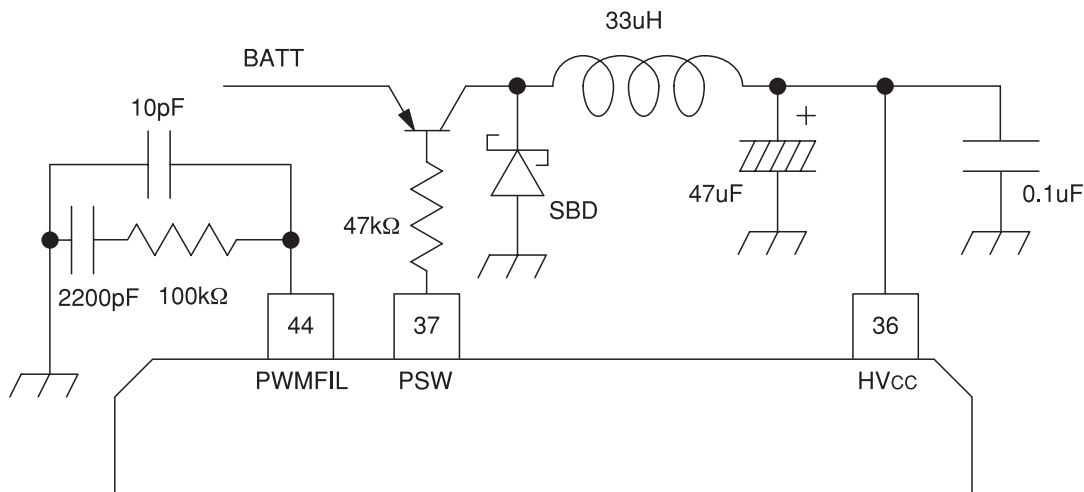 33uH
BATT
10pF
+
47kΩ
SBD
47uF
0.1uF
2200pF
100kΩ
44
37
36
PWMFIL
PSW
HVCC